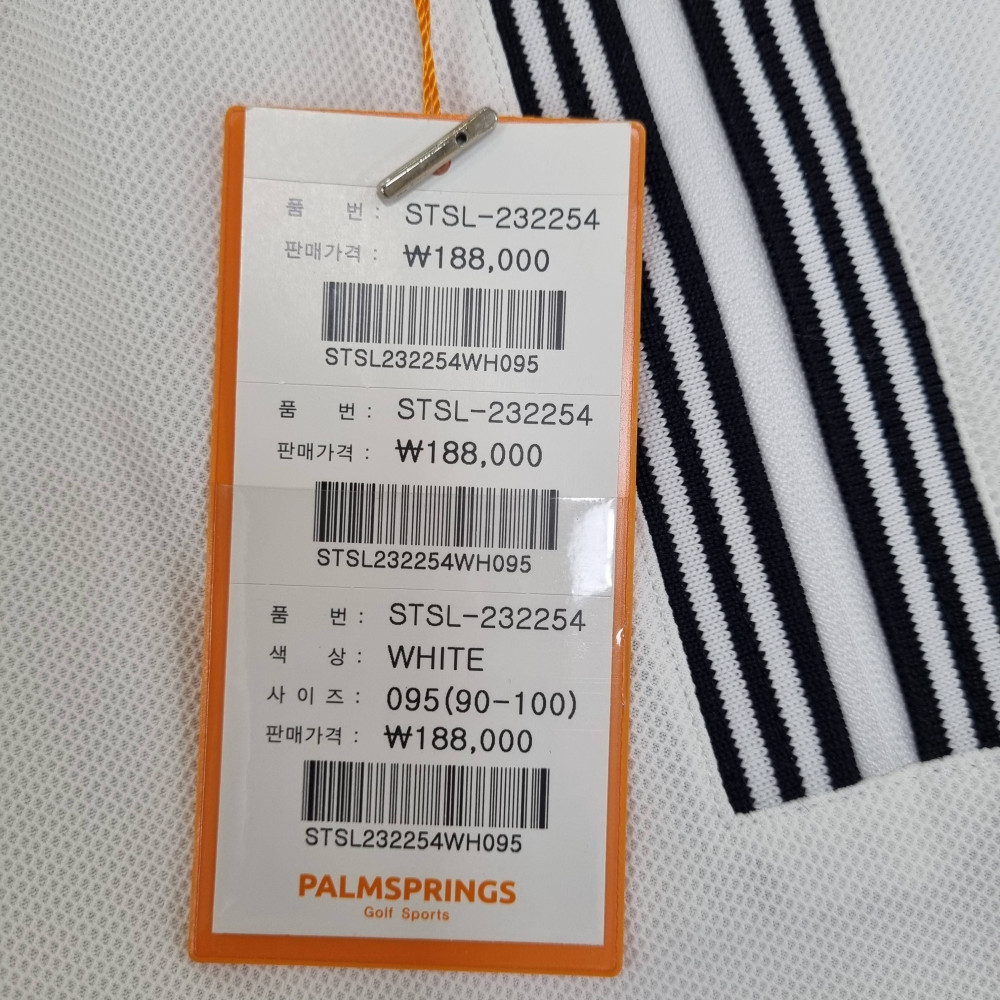 품 번 : STSL-232254
판매가격 : ₩188,000
STSL232254WH095
품 번 : STSL-232254
판매가격 : ₩188,000
STSL232254WH095
품 번 : STSL-232254
색 상 : WHITE
사 이 즈 : 095(90-100)
판매가격 : ₩188,000
STSL232254WH095
PALMSPRINGS
Golf Sports